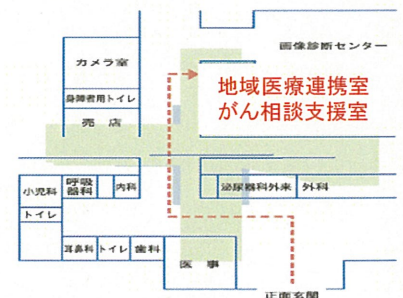 画像診断センター
カメラ室
地域医療連携室
がん相談支援室
身障者用トイレ
売店
小児科
呼吸
器科
内科
泌尿器科外来
外科
トイレ
耳鼻科
トイレ
歯科
医事
正面玄関